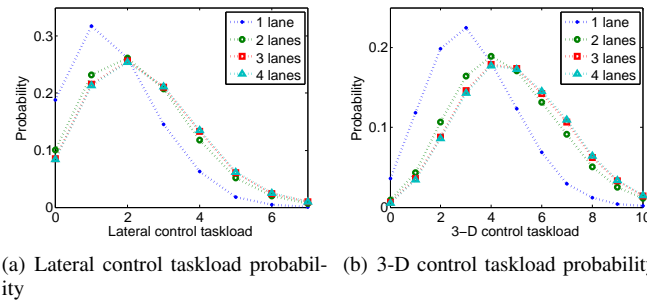 0.3
0.2
0.1
0
Probability
0 2 4 6
Lateral control taskload
1 lane
2 lanes
3 lanes
4 lanes
0.2
0.1
0
Probability
0 2 4 6 8 10
3−D control taskload
1 lane
2 lanes
3 lanes
4 lanes
(a) Lateral control taskload probabil-
ity
(b) 3-D control taskload probability